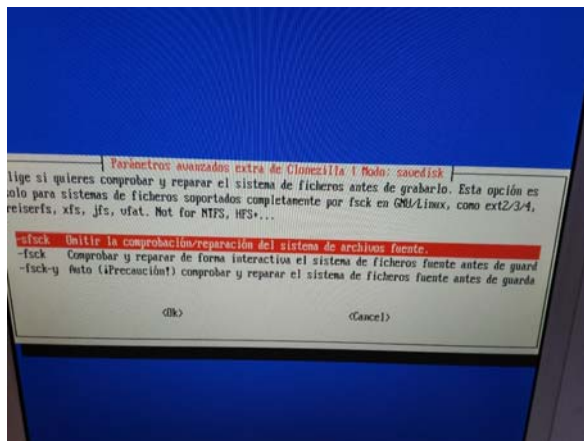 Parámetros avanzados extra de Clonezilla | Modo: savedisk
lige si quieres comprobar y reparar el sistema de ficheros antes de grabarlo. Esta opción es
olo para sistemas de ficheros soportados completamente por fsck en GNU/Linux, como ext2/3/4,
reiserfs, xfs, jfs, vfat. Not for NTFS, HFS+...
-sfsck Omitir la comprobación/reparación del sistema de archivos fuente.
-fsck Comprobar y reparar de forma interactiva el sistema de ficheros fuente antes de guard
-fsck-y Auto (¡Precaución!) comprobar y reparar el sistema de ficheros fuente antes de guarda
<Ok> <Cancel>